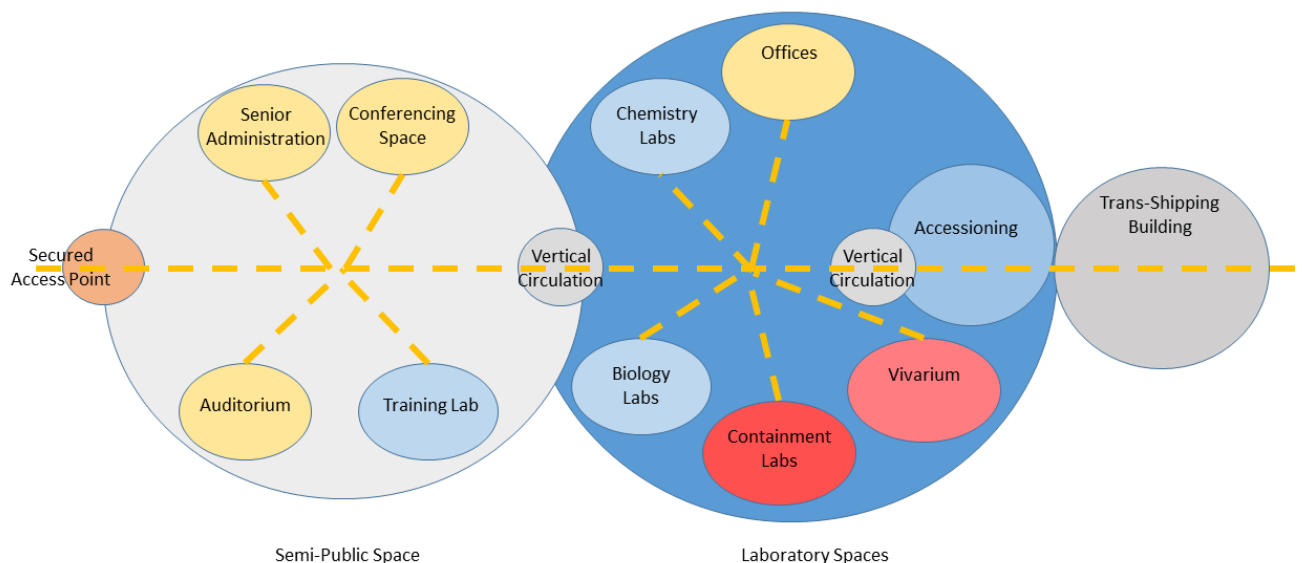 Offices
Senior
Administration
Conferencing
Space
Chemistry
Labs
Secured
Access Point
Vertical
Circulation
Vertical
Circulation
Accessioning
Trans-Shipping
Building
Auditorium
Training Lab
Biology
Labs
Containment
Labs
Vivarium
Semi-Public Space
Laboratory Spaces